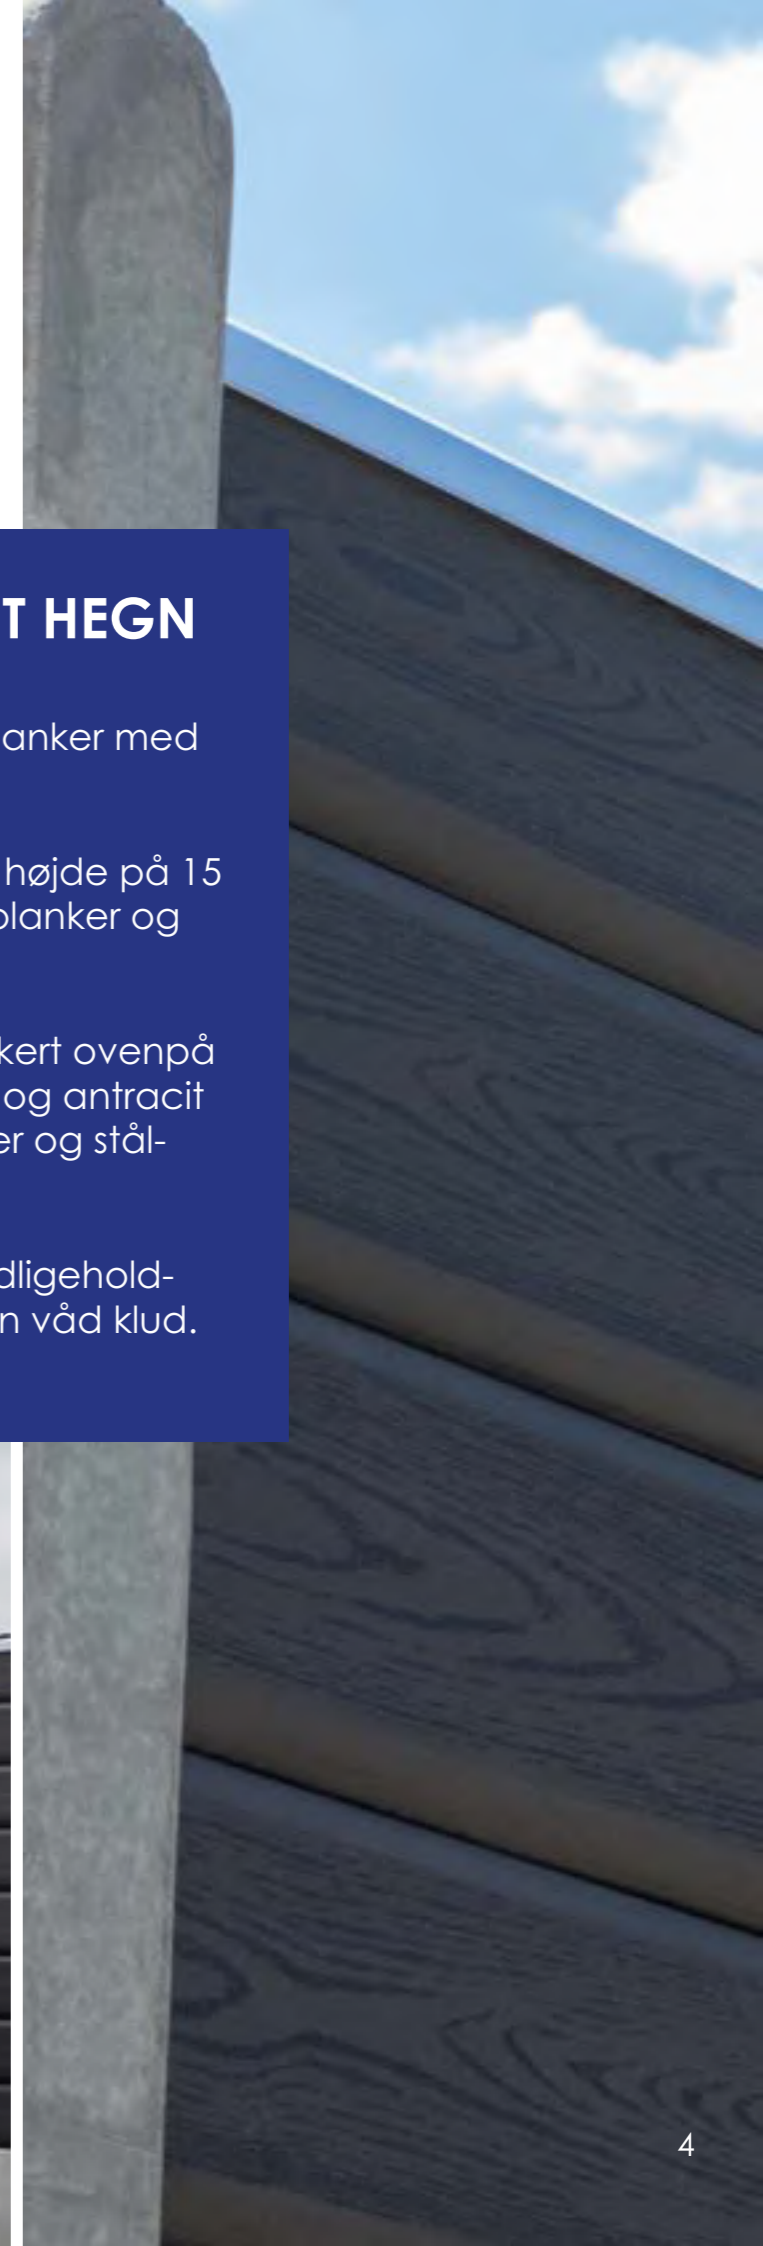 T HEGN
anker med
højde på 15
planker og
kert ovenpå
og antracit
er og stål-
dligehold-
n våd klud.
4